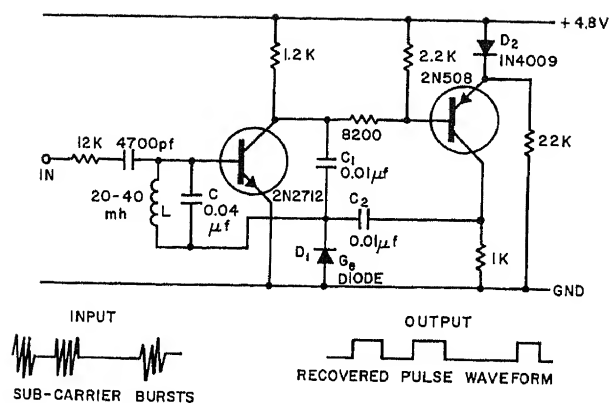 + 4.8V
D2
1N4009
1.2K
2.2K
2N508
8200
22K
4700pf
12K
IN
C1
0.01μf
2N2712
20-40
mh
L
C
0.04
μf
C2
0.01μf
D1
Ge
DIODE
1K
GND
INPUT
OUTPUT
SUB-CARRIER BURSTS
RECOVERED PULSE WAVEFORM